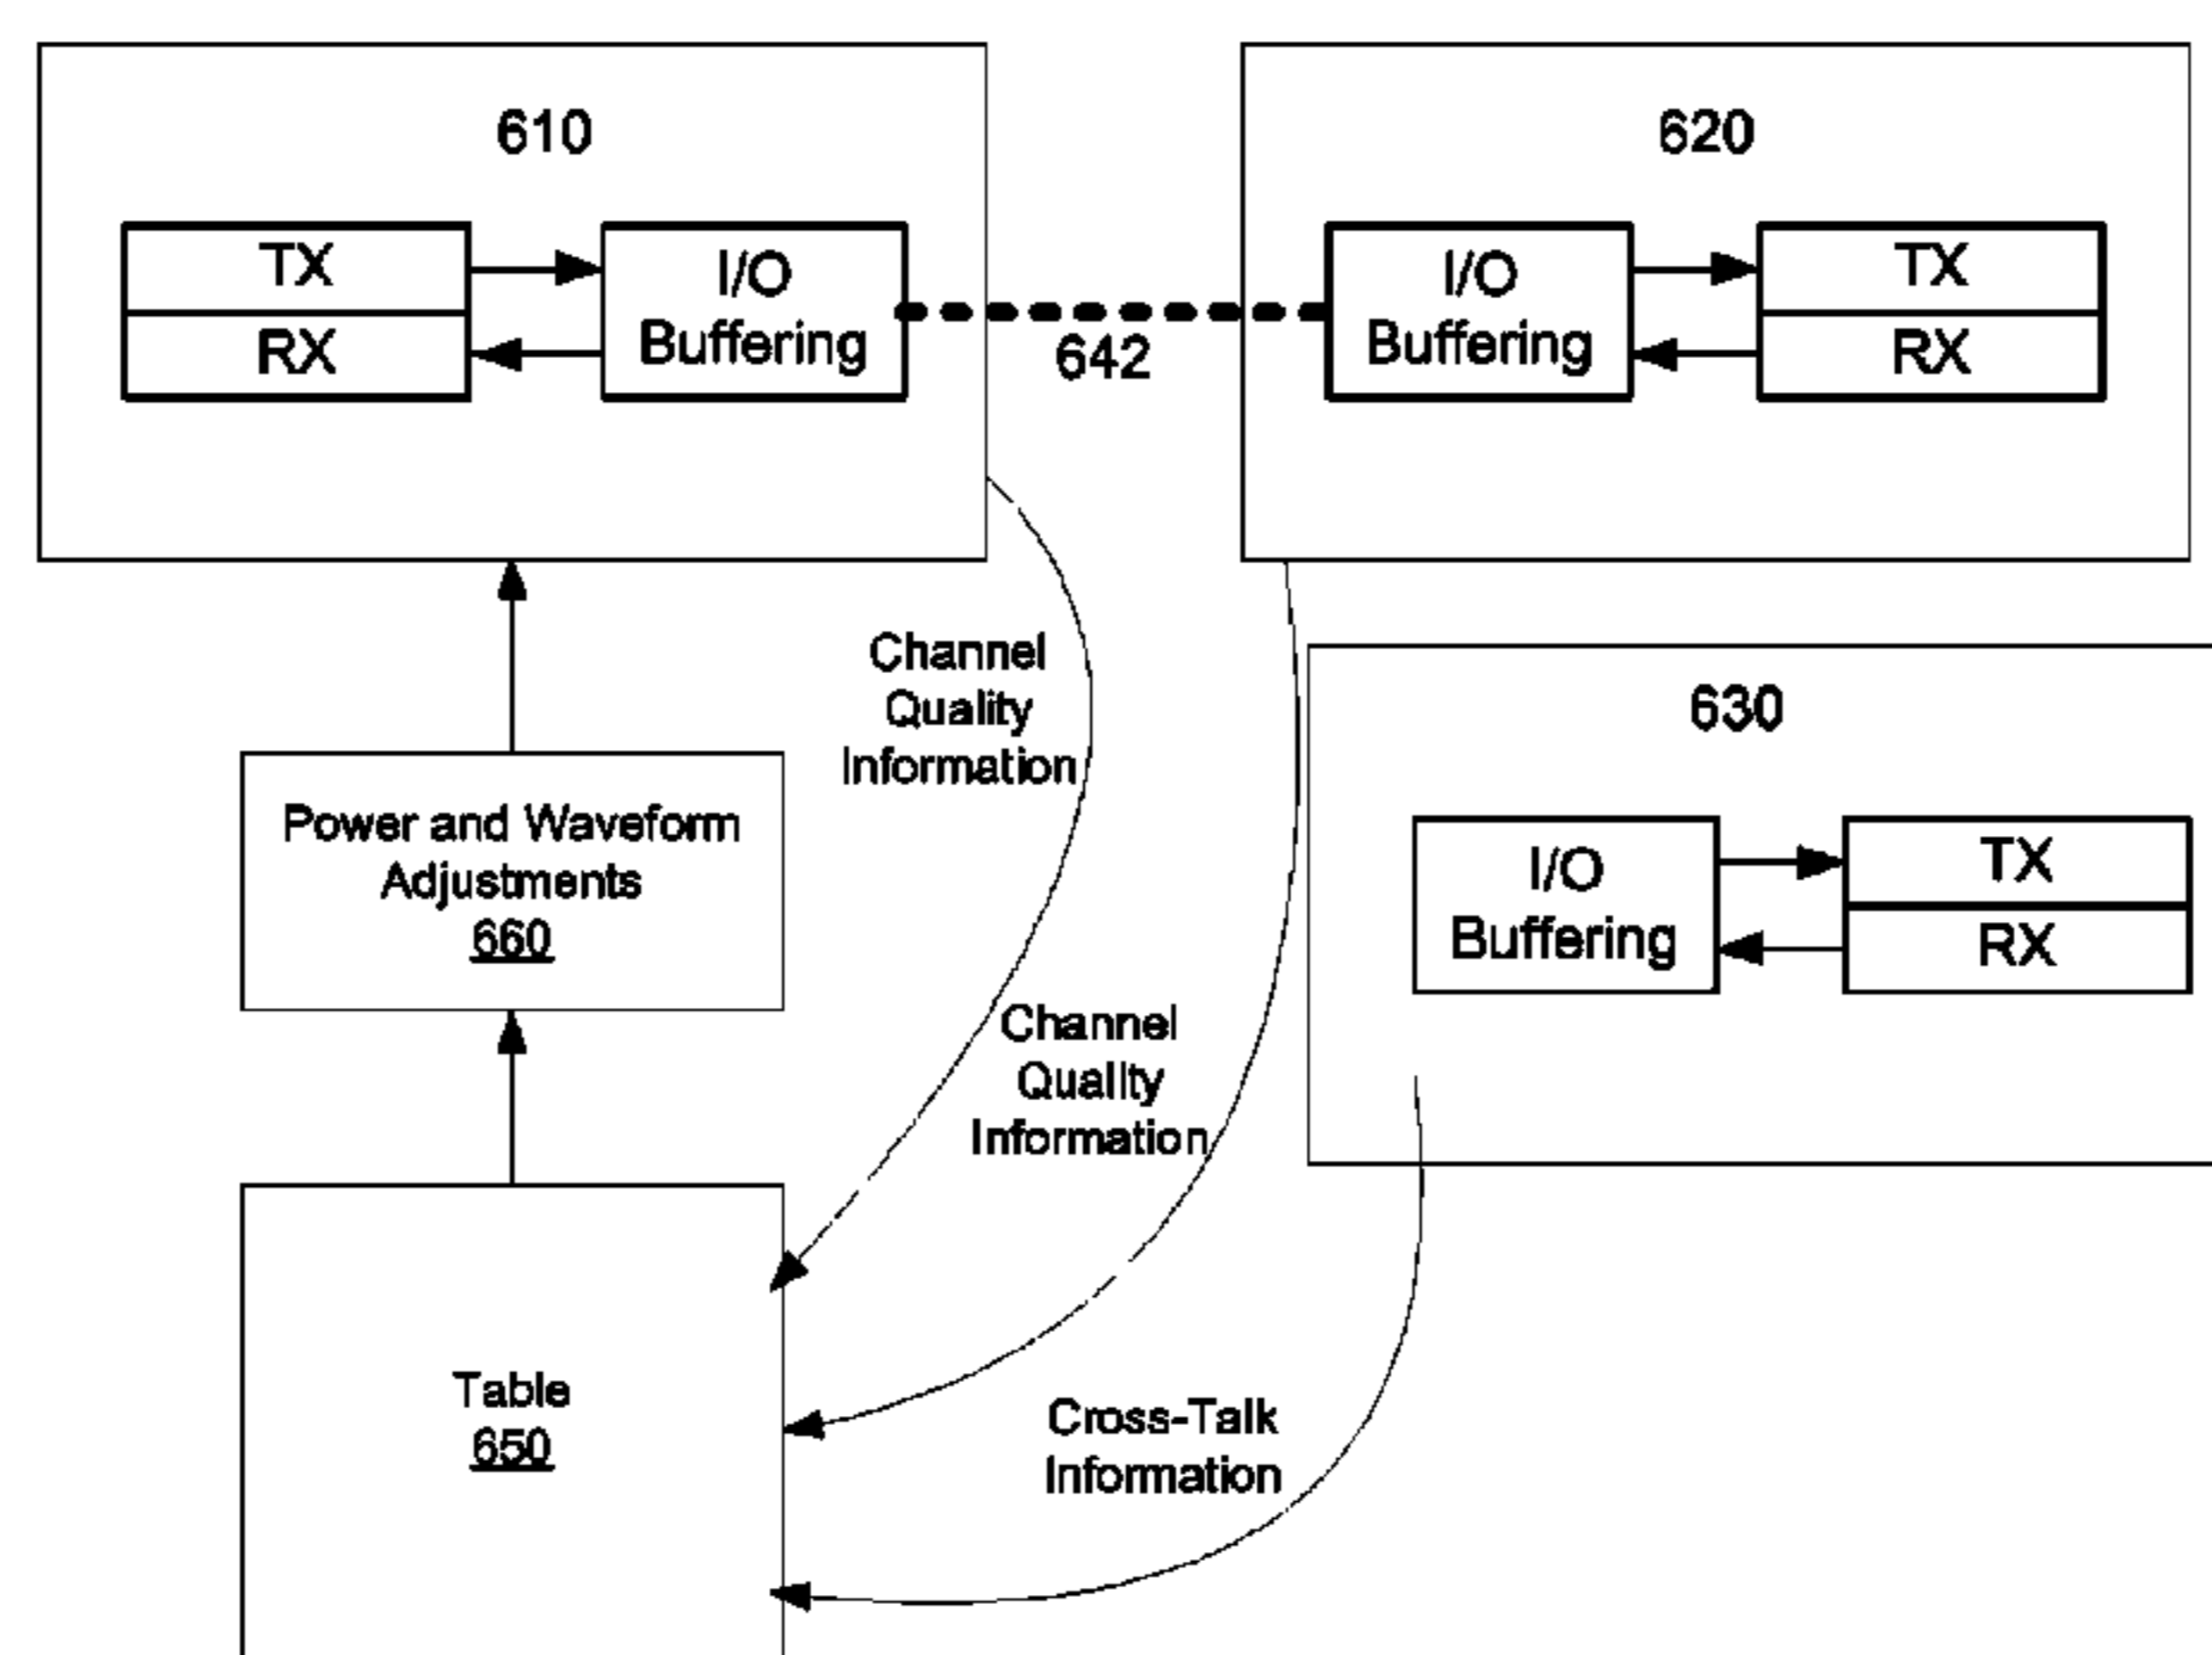 610
620
TX
RX
I/O
Buffering
642
I/O
Buffering
TX
RX
Channel
Quality
Information
630
Power and Waveform
Adjustments
660
I/O
Buffering
TX
RX
Channel
Quality
Information
Table
650
Cross-Talk
Information